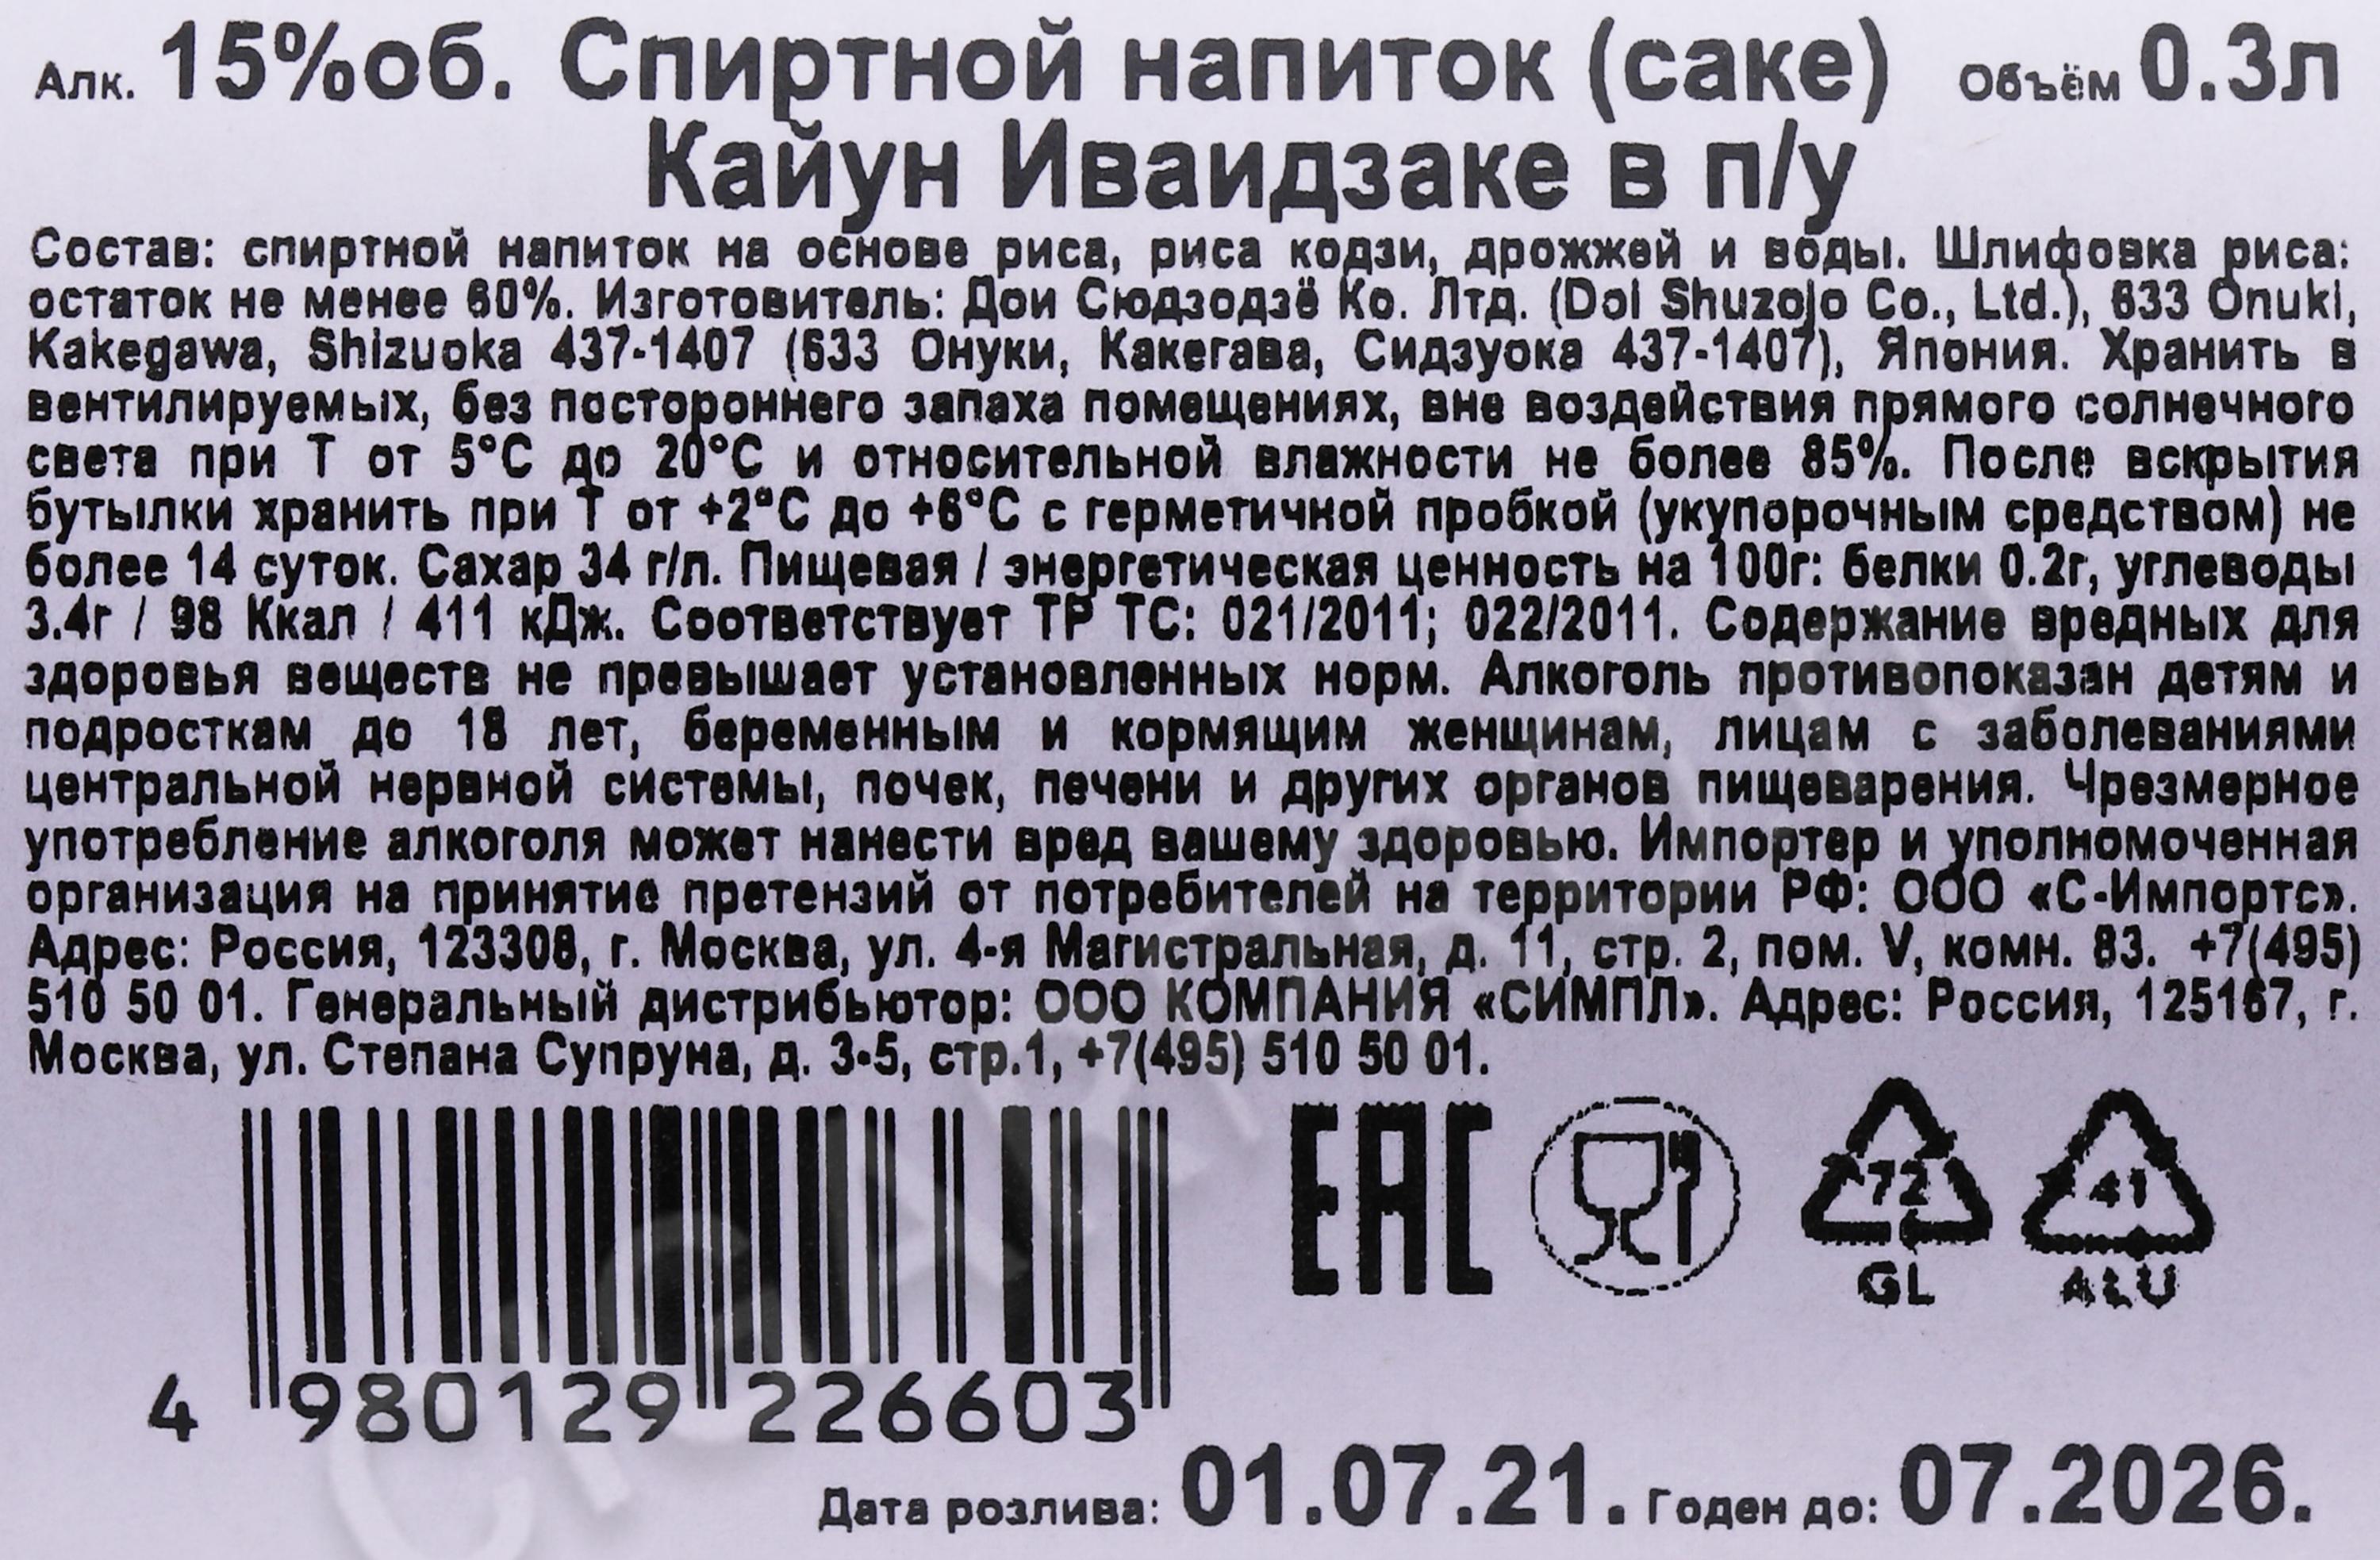 Алк. 15%об. Спиртной напиток (саке) Объём 0.3л
Кайун Иваидзаке в п/у
Состав: спиртной напиток на основе риса, риса кодзи, дрожжей и воды. Шлифовка риса:
остаток не менее 60%. Изготовитель: Дои Сюдзодзё Ко. Лтд. (Doi Shuzojo Co., Ltd.), 633 Onuki,
Kakegawa, Shizuoka 437-1407 (633 Онуки, Какегава, Сидзуока 437-1407), Япония. Хранить в
вентилируемых, без постороннего запаха помещениях, вне воздействия прямого солнечного
света при Т от 5°С до 20°С и относительной влажности не более 85%. После вскрытия
бутылки хранить при Т от +2°С до +6°С с герметичной пробкой (укупорочным средством) не
более 14 суток. Сахар 34 г/л. Пищевая / энергетическая ценность на 100г: белки 0.2г, углеводы
3.4г / 98 Ккал / 411 кДж. Соответствует ТР ТС: 021/2011; 022/2011. Содержание вредных для
здоровья веществ не превышает установленных норм. Алкоголь противопоказан детям и
подросткам до 18 лет, беременным и кормящим женщинам, лицам с заболеваниями
центральной нервной системы, почек, печени и других органов пищеварения. Чрезмерное
употребление алкоголя может нанести вред вашему здоровью. Импортер и уполномоченная
организация на принятие претензий от потребителей на территории РФ: ООО «С-Импортс».
Адрес: Россия, 123308, г. Москва, ул. 4-я Магистральная, д. 11, стр. 2, пом. V, комн. 83. +7(495)
510 50 01. Генеральный дистрибьютор: ООО КОМПАНИЯ «СИМПЛ». Адрес: Россия, 125167, г.
Москва, ул. Степана Супруна, д. 3-5, стр.1, +7(495) 510 50 01.
EAC 72 41
GL ALU
4 980129 226603
Дата розлива: 01.07.21. Годен до: 07.2026.